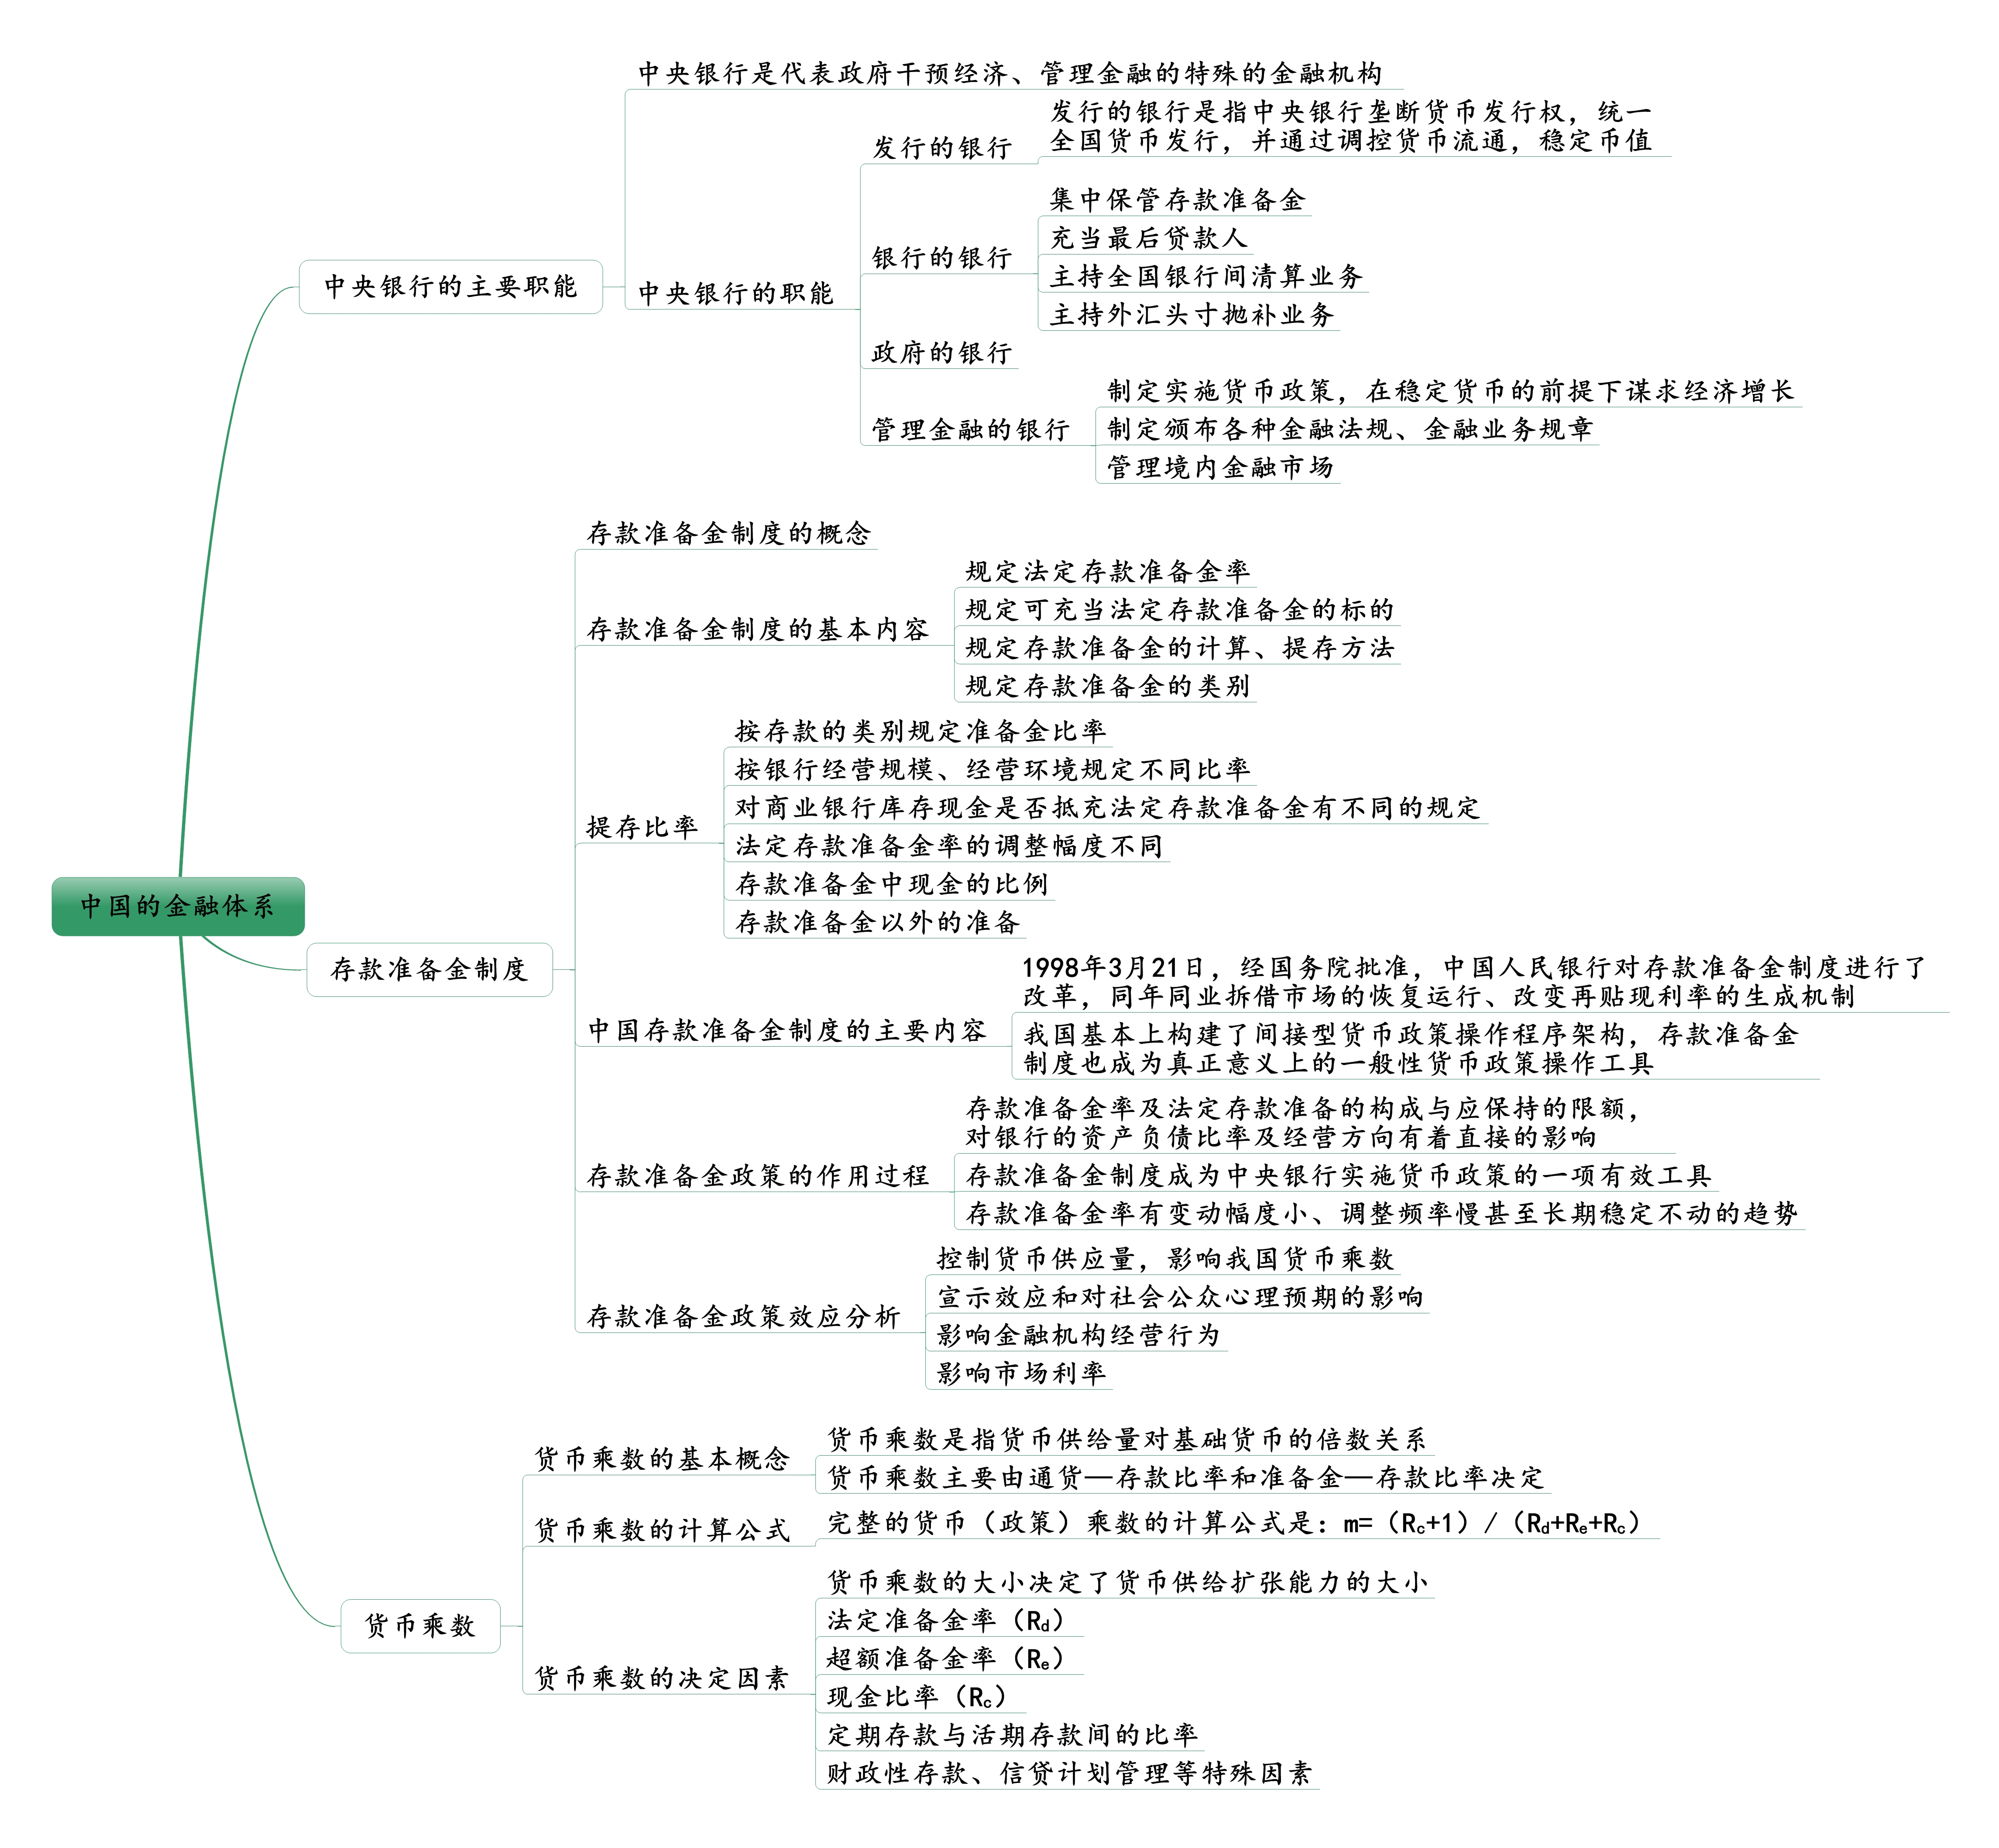 中国的金融体系
中央银行的主要职能
中央银行是代表政府干预经济、管理金融的特殊的金融机构
中央银行的职能
发行的银行
发行的银行是指中央银行垄断货币发行权，统一
全国货币发行，并通过调控货币流通，稳定币值
银行的银行
集中保管存款准备金
充当最后贷款人
主持全国银行间清算业务
主持外汇头寸抛补业务
政府的银行
管理金融的银行
制定实施货币政策，在稳定货币的前提下谋求经济增长
制定颁布各种金融法规、金融业务规章
管理境内金融市场
存款准备金制度
存款准备金制度的概念
存款准备金制度的基本内容
规定法定存款准备金率
规定可充当法定存款准备金的标的
规定存款准备金的计算、提存方法
规定存款准备金的类别
提存比率
按存款的类别规定准备金比率
按银行经营规模、经营环境规定不同比率
对商业银行库存现金是否抵充法定存款准备金有不同的规定
法定存款准备金率的调整幅度不同
存款准备金中现金的比例
存款准备金以外的准备
中国存款准备金制度的主要内容
1998年3月21日，经国务院批准，中国人民银行对存款准备金制度进行了
改革，同年同业拆借市场的恢复运行、改变再贴现利率的生成机制
我国基本上构建了间接型货币政策操作程序架构，存款准备金
制度也成为真正意义上的一般性货币政策操作工具
存款准备金政策的作用过程
存款准备金率及法定存款准备的构成与应保持的限额，
对银行的资产负债比率及经营方向有着直接的影响
存款准备金制度成为中央银行实施货币政策的一项有效工具
存款准备金率有变动幅度小、调整频率慢甚至长期稳定不动的趋势
存款准备金政策效应分析
控制货币供应量，影响我国货币乘数
宣示效应和对社会公众心理预期的影响
影响金融机构经营行为
影响市场利率
货币乘数
货币乘数的基本概念
货币乘数是指货币供给量对基础货币的倍数关系
货币乘数主要由通货—存款比率和准备金—存款比率决定
货币乘数的计算公式
完整的货币（政策）乘数的计算公式是：m=（Rc+1）/（Rd+Re+Rc）
货币乘数的决定因素
货币乘数的大小决定了货币供给扩张能力的大小
法定准备金率（Rd）
超额准备金率（Re）
现金比率（Rc）
定期存款与活期存款间的比率
财政性存款、信贷计划管理等特殊因素